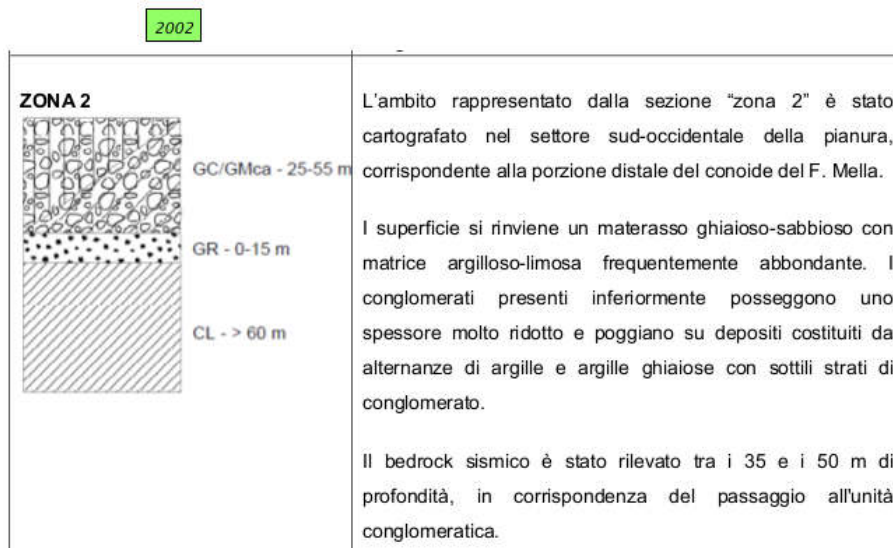 2002
ZONA 2
GC/GMca - 25-55 m
GR - 0-15 m
CL - > 60 m
L'ambito rappresentato dalla sezione “zona 2” è stato
cartografato nel settore sud-occidentale della pianura,
corrispondente alla porzione distale del conoide del F. Mella.
I superficie si rinviene un materasso ghiaioso-sabbioso con
matrice argilloso-limosa frequentemente abbondante. I
conglomerati presenti inferiormente posseggono uno
spessore molto ridotto e poggiano su depositi costituiti da
alternanze di argille e argille ghiaiose con sottili strati di
conglomerato.
Il bedrock sismico è stato rilevato tra i 35 e i 50 m di
profondità, in corrispondenza del passaggio all'unità
conglomeratica.